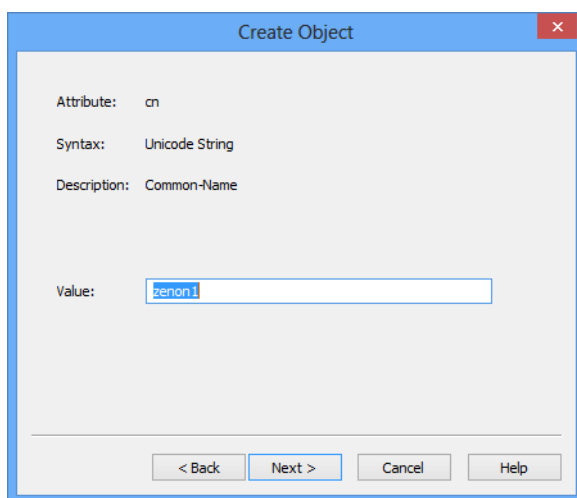 Create Object
Attribute: cn
Syntax: Unicode String
Description: Common-Name
Value: zenon1
< Back Next > Cancel Help